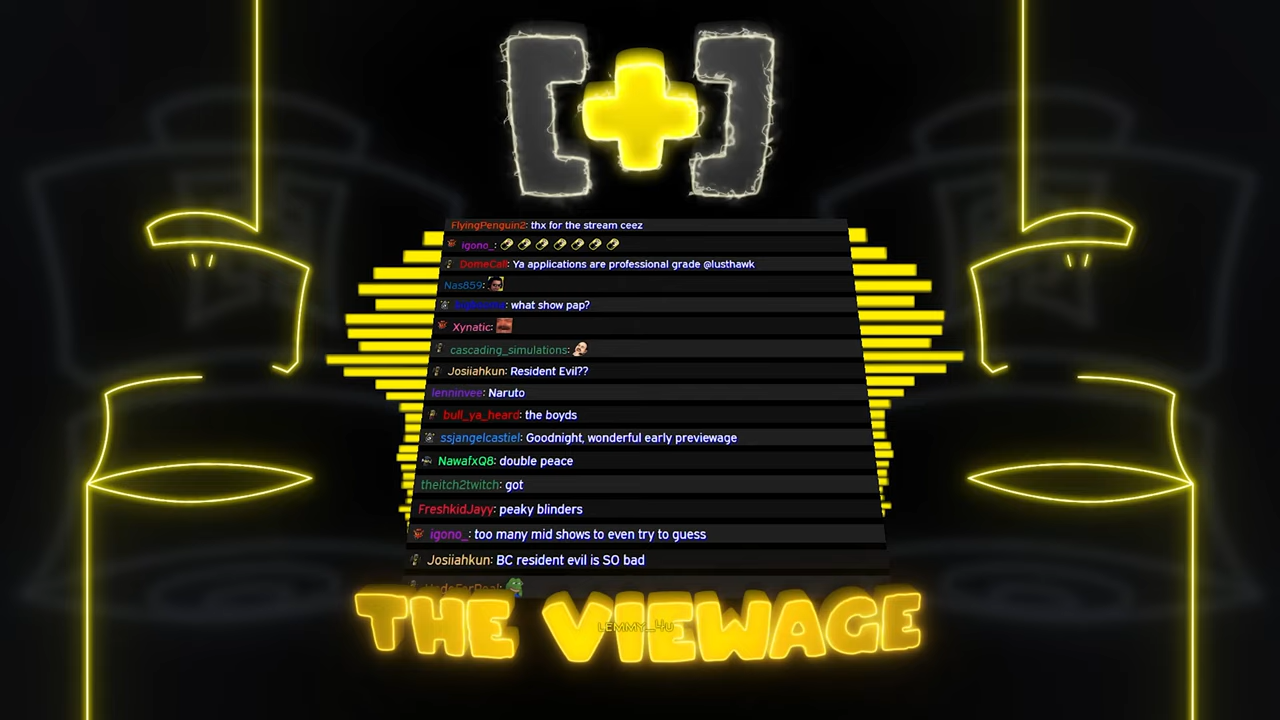 FlyingPenguin2: thx for the stream ceez
igono_:
DomeCall: Ya applications are professional grade @lusthawk
Nas859:
: what show pap?
Xynatic:
cascading_simulations:
Josiiahkun: Resident Evil??
lenninvee: Naruto
bull_ya_heard: the boyds
ssjangelcastiel: Goodnight, wonderful early previewage
NawafxQ8: double peace
theitch2twitch: got
FreshkidJayy: peaky blinders
igono_: too many mid shows to even try to guess
Josiiahkun: BC resident evil is SO bad
THE VIEWAGE
LEMMY_4U